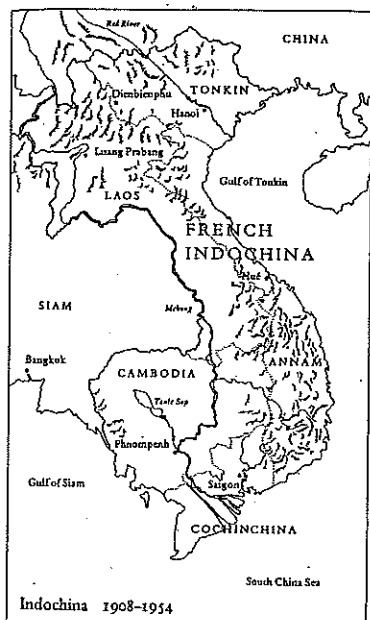 Red River
CHINA
TONKIN
Dienbienphu
Hanoi
Luang Prabang
Gulf of Tonkin
LAOS
FRENCH
INDOCHINA
Hué
SIAM
Mekong
ANNAM
Bangkok
CAMBODIA
Tonle Sap
Phnompenh
Gulf of Siam
Saigon
COCHINCHINA
South China Sea
Indochina 1908-1954